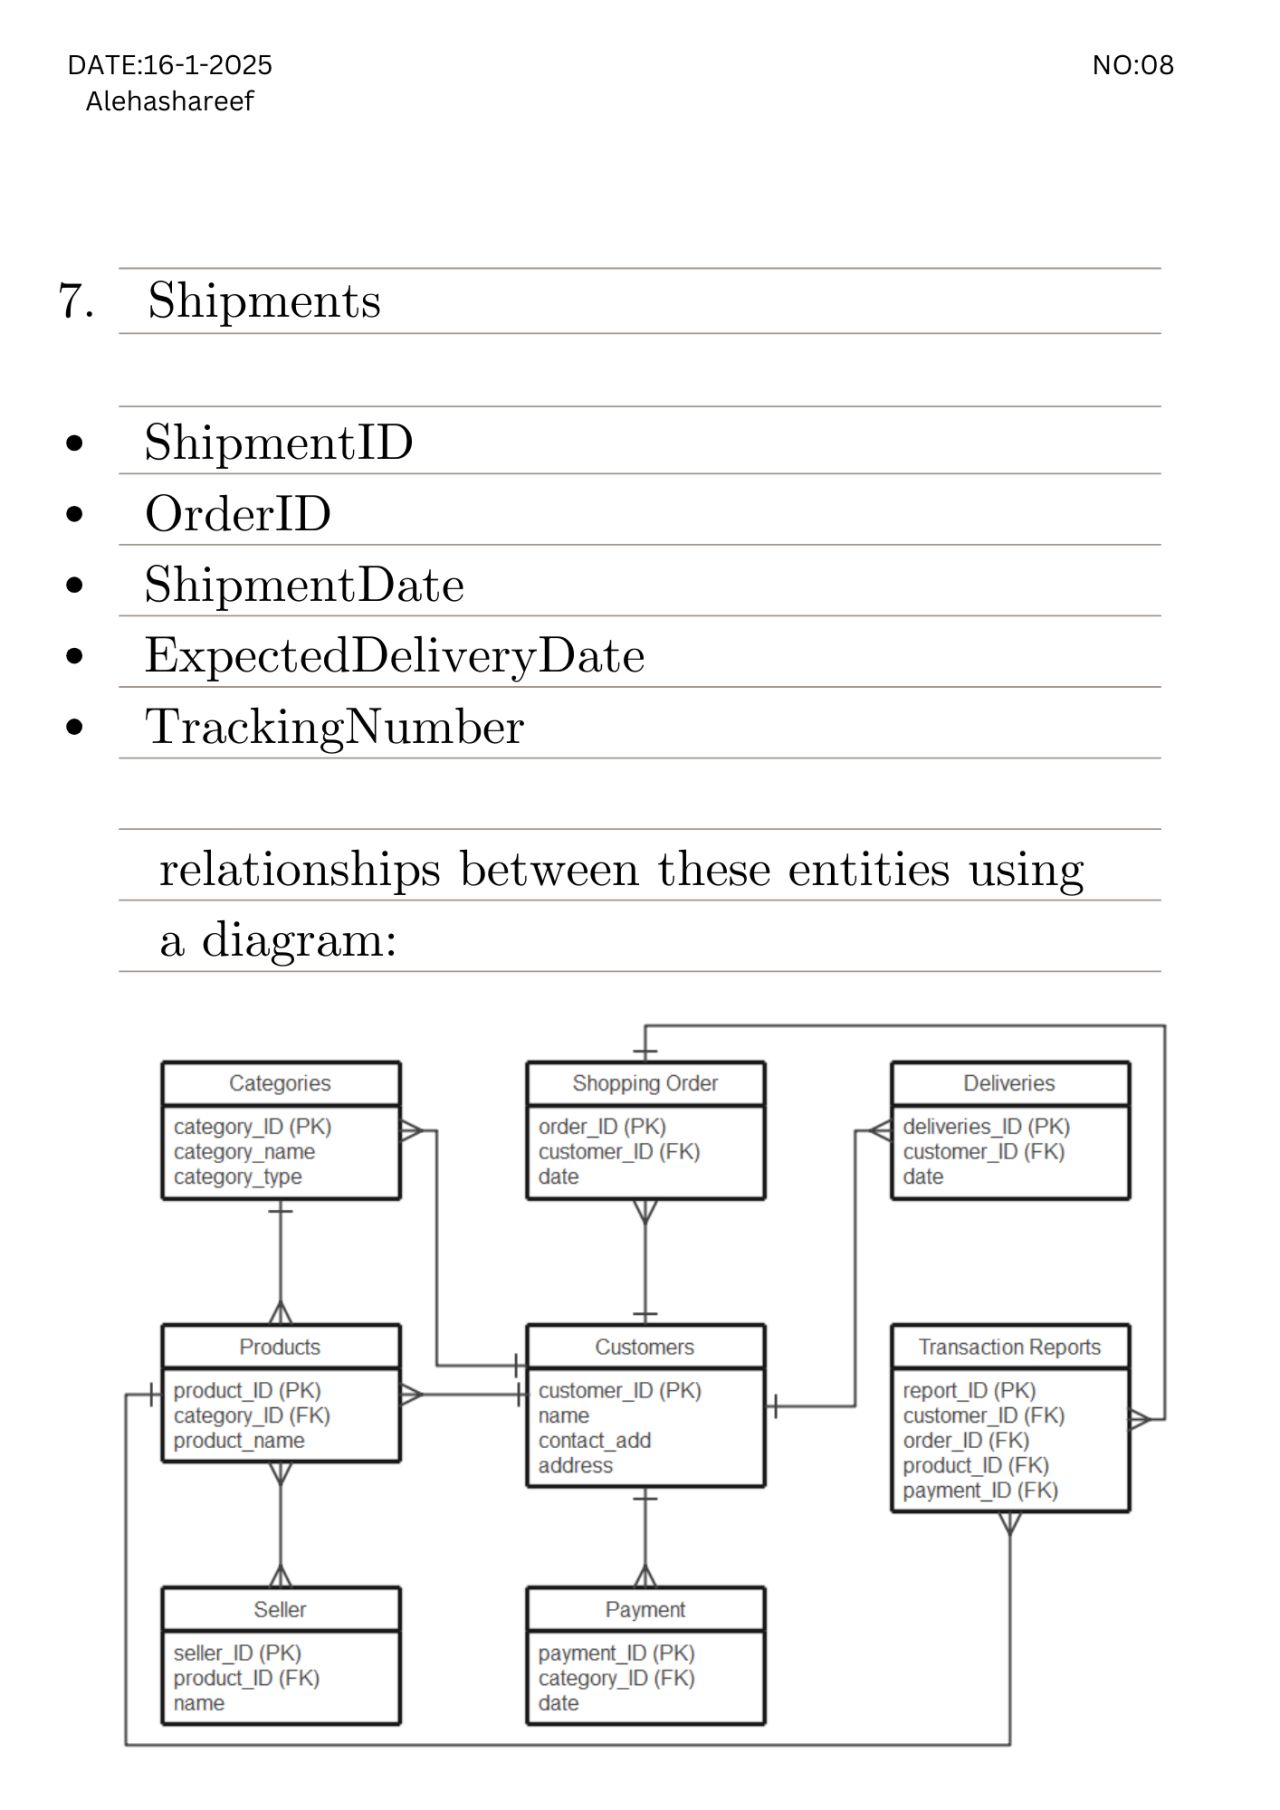 DATE:16-1-2025
NO:08
Alehashareef
7. Shipments
• ShipmentID
• OrderID
• ShipmentDate
• ExpectedDeliveryDate
• TrackingNumber
relationships between these entities using
a diagram:
Categories
category_ID (PK)
category_name
category_type
Shopping Order
order_ID (PK)
customer_ID (FK)
date
Deliveries
deliveries_ID (PK)
customer_ID (FK)
date
Products
product_ID (PK)
category_ID (FK)
product_name
Customers
customer_ID (PK)
name
contact_add
address
Transaction Reports
report_ID (PK)
customer_ID (FK)
order_ID (FK)
product_ID (FK)
payment_ID (FK)
Seller
seller_ID (PK)
product_ID (FK)
name
Payment
payment_ID (PK)
category_ID (FK)
date